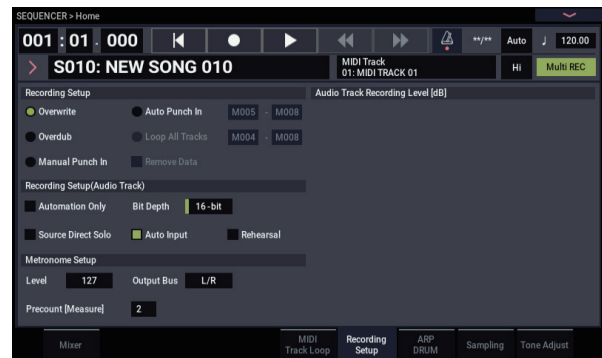 SEQUENCER > Home
001 : 01 . 000 **/** Auto ♩ 120.00
S010: NEW SONG 010 MIDI Track 01: MIDI TRACK 01 Hi Multi REC
Recording Setup
Overwrite Auto Punch In M005 - M008
Overdub Loop All Tracks M004 - M008
Manual Punch In Remove Data
Recording Setup(Audio Track)
Automation Only Bit Depth 16-bit
Source Direct Solo Auto Input Rehearsal
Metronome Setup
Level 127 Output Bus L/R
Precount [Measure] 2
Audio Track Recording Level [dB]
Mixer MIDI Track Loop Recording Setup ARP DRUM Sampling Tone Adjust